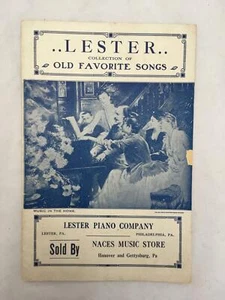 ..LESTER..
COLLECTION OF
OLD FAVORITE SONGS
MUSIC IN THE HOME
LESTER PIANO COMPANY
LESTER, PA. PHILADELPHIA, PA.
Sold By
NACES MUSIC STORE
Hanover and Gettysburg, Pa